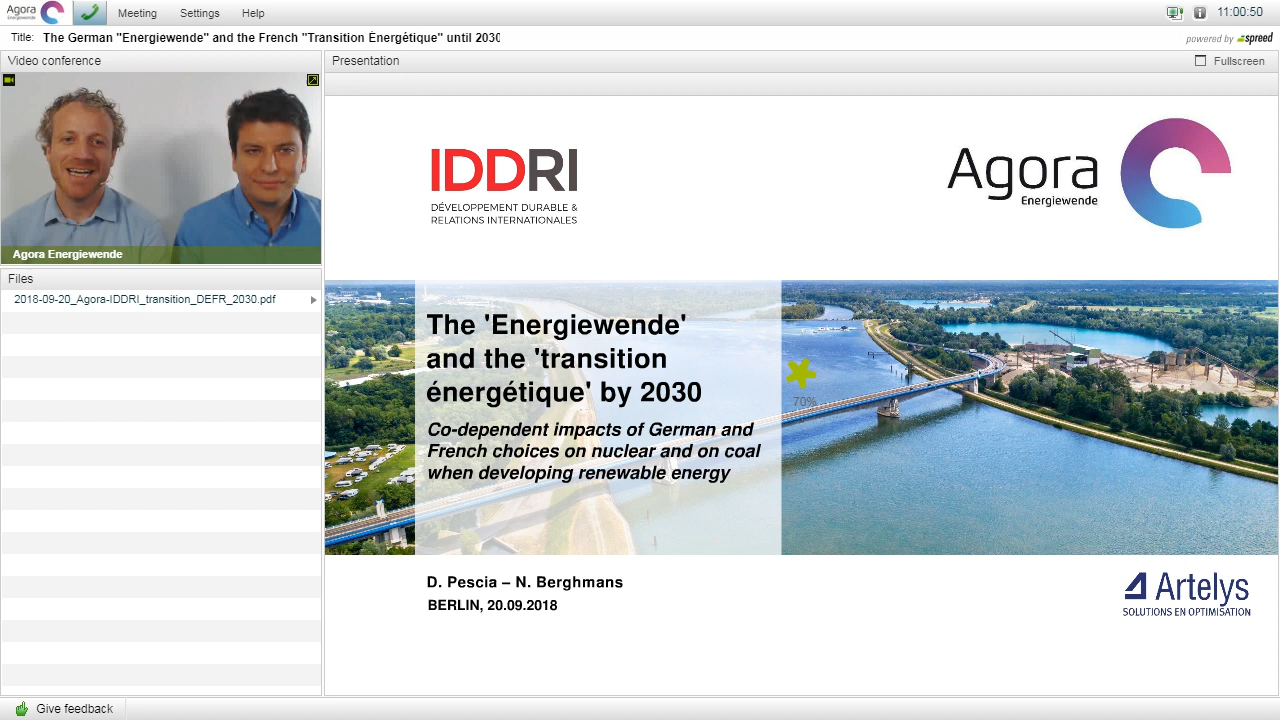 Agora
Energiewende
Meeting
Settings
Help
11:00:50
Title: The German "Energiewende" and the French "Transition Énergétique" until 2030
powered by spreed
Video conference
Presentation
Fullscreen
Agora Energiewende
Files
2018-09-20_Agora-IDDRI_transition_DEFR_2030.pdf
IDDRI
DÉVELOPPEMENT DURABLE &
RELATIONS INTERNATIONALES
Agora
Energiewende
The 'Energiewende'
and the 'transition
énergétique' by 2030
70%
Co-dependent impacts of German and
French choices on nuclear and on coal
when developing renewable energy
D. Pescia – N. Berghmans
BERLIN, 20.09.2018
Artelys
SOLUTIONS EN OPTIMISATION
Give feedback